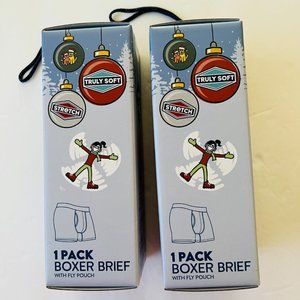 TRULY SOFT
STRETCH
1 PACK
BOXER BRIEF
WITH FLY POUCH
TRULY SOFT
STRETCH
1 PACK
BOXER BRIEF
WITH FLY POUCH